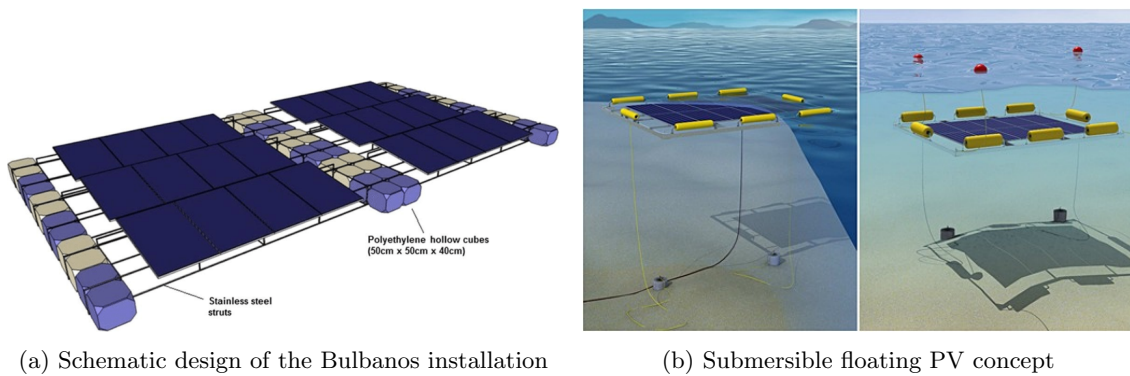 Polyethylene hollow cubes
(50cm x 50cm x 40cm)
Stainless steel
struts
(a) Schematic design of the Bulbanos installation
(b) Submersible floating PV concept